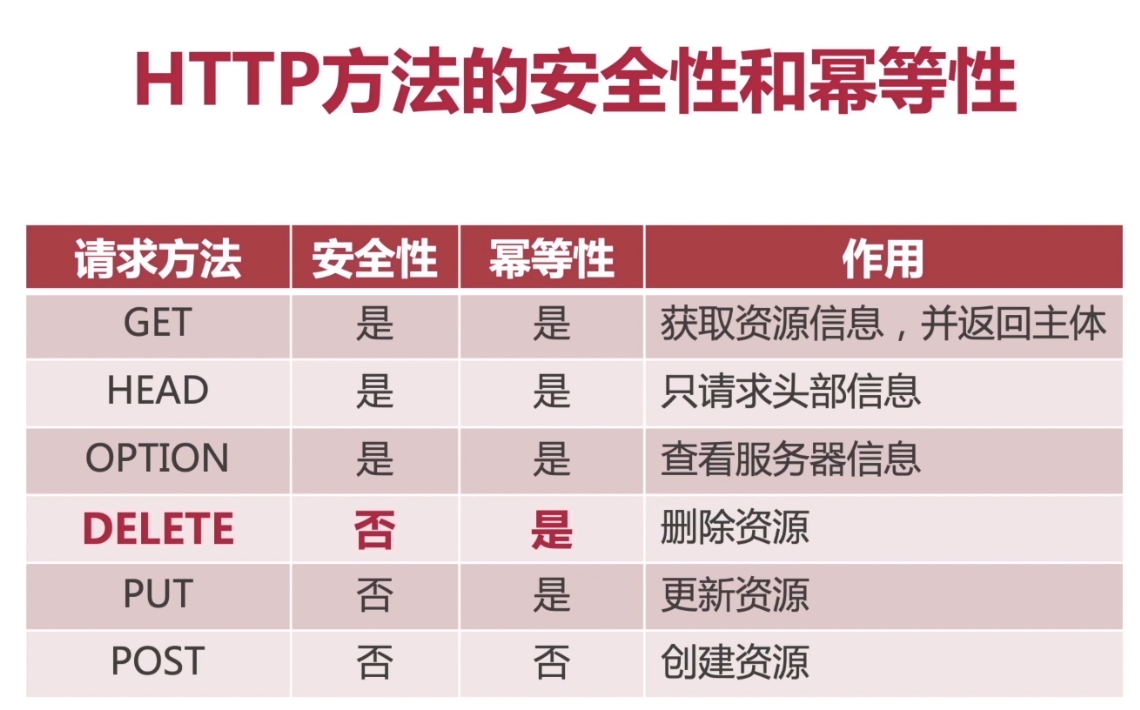 HTTP方法的安全性和幂等性
请求方法 安全性 幂等性 作用
GET 是 是 获取资源信息，并返回主体
HEAD 是 是 只请求头部信息
OPTION 是 是 查看服务器信息
DELETE 否 是 删除资源
PUT 否 是 更新资源
POST 否 否 创建资源